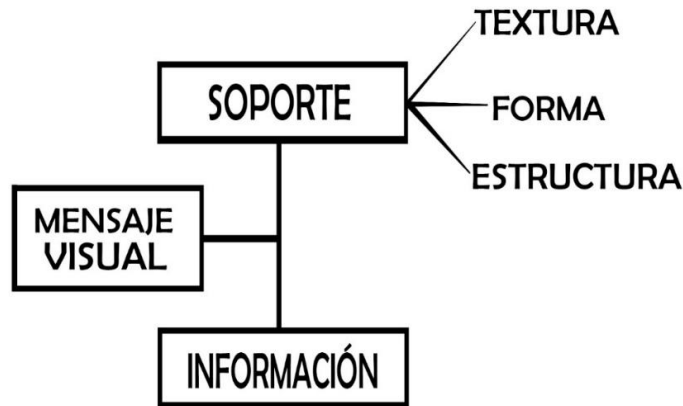 TEXTURA
SOPORTE
FORMA
ESTRUCTURA
MENSAJE
VISUAL
INFORMACIÓN